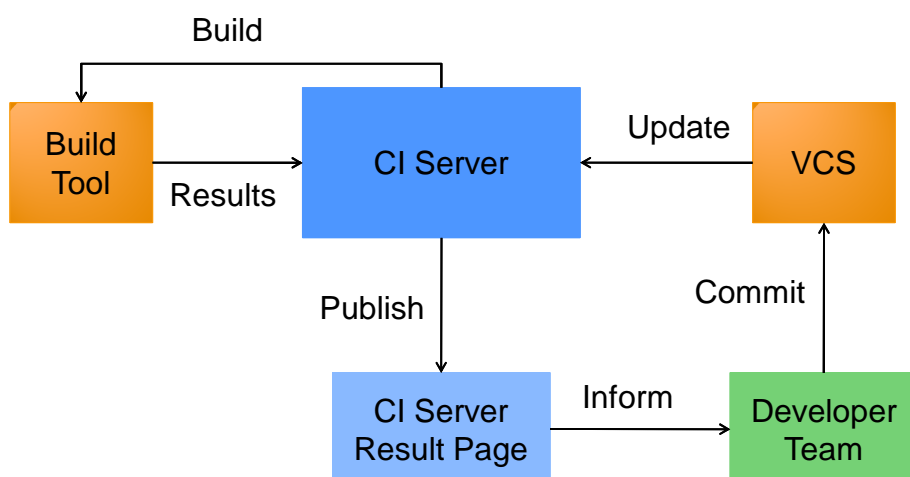 Build
Build
Tool
Results
CI Server
Update
VCS
Publish
Commit
CI Server
Result Page
Inform
Developer
Team